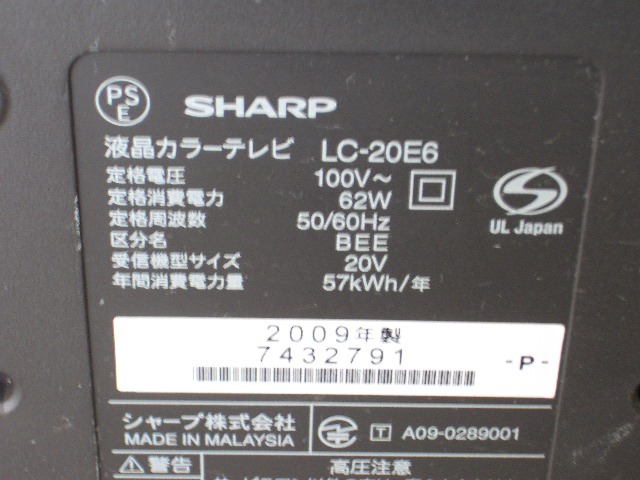 PS
E
SHARP
液晶カラーテレビ LC-20E6
定格電圧 100V～
定格消費電力 62W
定格周波数 50/60Hz
区分名 BEE
受信機型サイズ 20V
年間消費電力量 57kWh/年
UL Japan
2009年製
7432791
-P-
シャープ株式会社
MADE IN MALAYSIA
T A09-0289001
警告 高圧注意